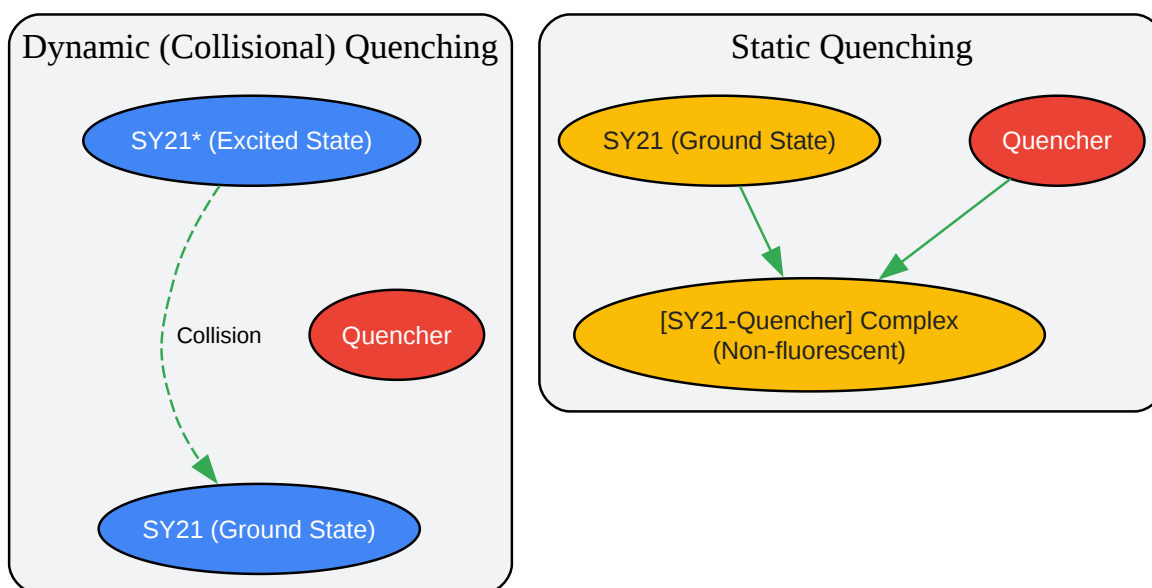 Dynamic (Collisional) Quenching
SY21* (Excited State)
Collision
Quencher
SY21 (Ground State)
Static Quenching
SY21 (Ground State)
Quencher
[SY21-Quencher] Complex
(Non-fluorescent)